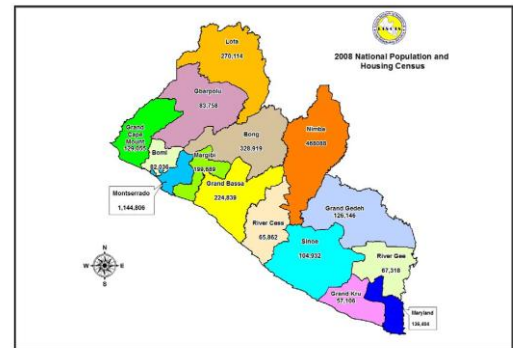 2008 National Population and
Housing Census
Lofa
270,114
Gbarpolu
83,758
Grand
Cape
Mount
129,055
Bomi
82,036
Bong
328,919
Nimba
468088
Margibi
199,689
Montserrado
1,144,806
Grand Bassa
224,839
River Cess
65,862
Grand Gedeh
126,146
Sinoe
104,932
River Gee
67,318
Grand Kru
57,106
Maryland
N
W
E
S